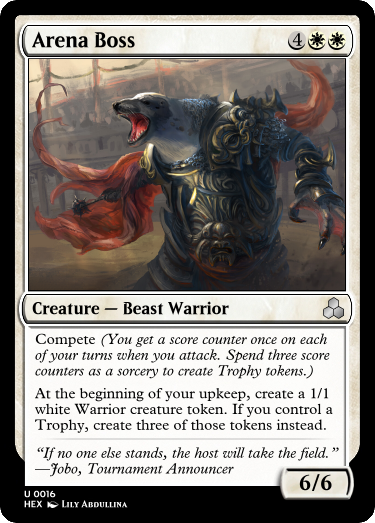 Arena Boss 4
Creature — Beast Warrior
Compete (You get a score counter once on each
of your turns when you attack. Spend three score
counters as a sorcery to create Trophy tokens.)
At the beginning of your upkeep, create a 1/1
white Warrior creature token. If you control a
Trophy, create three of those tokens instead.
“If no one else stands, the host will take the field.”
—Jobo, Tournament Announcer
6/6
U 0016
HEX Lily Abdullina